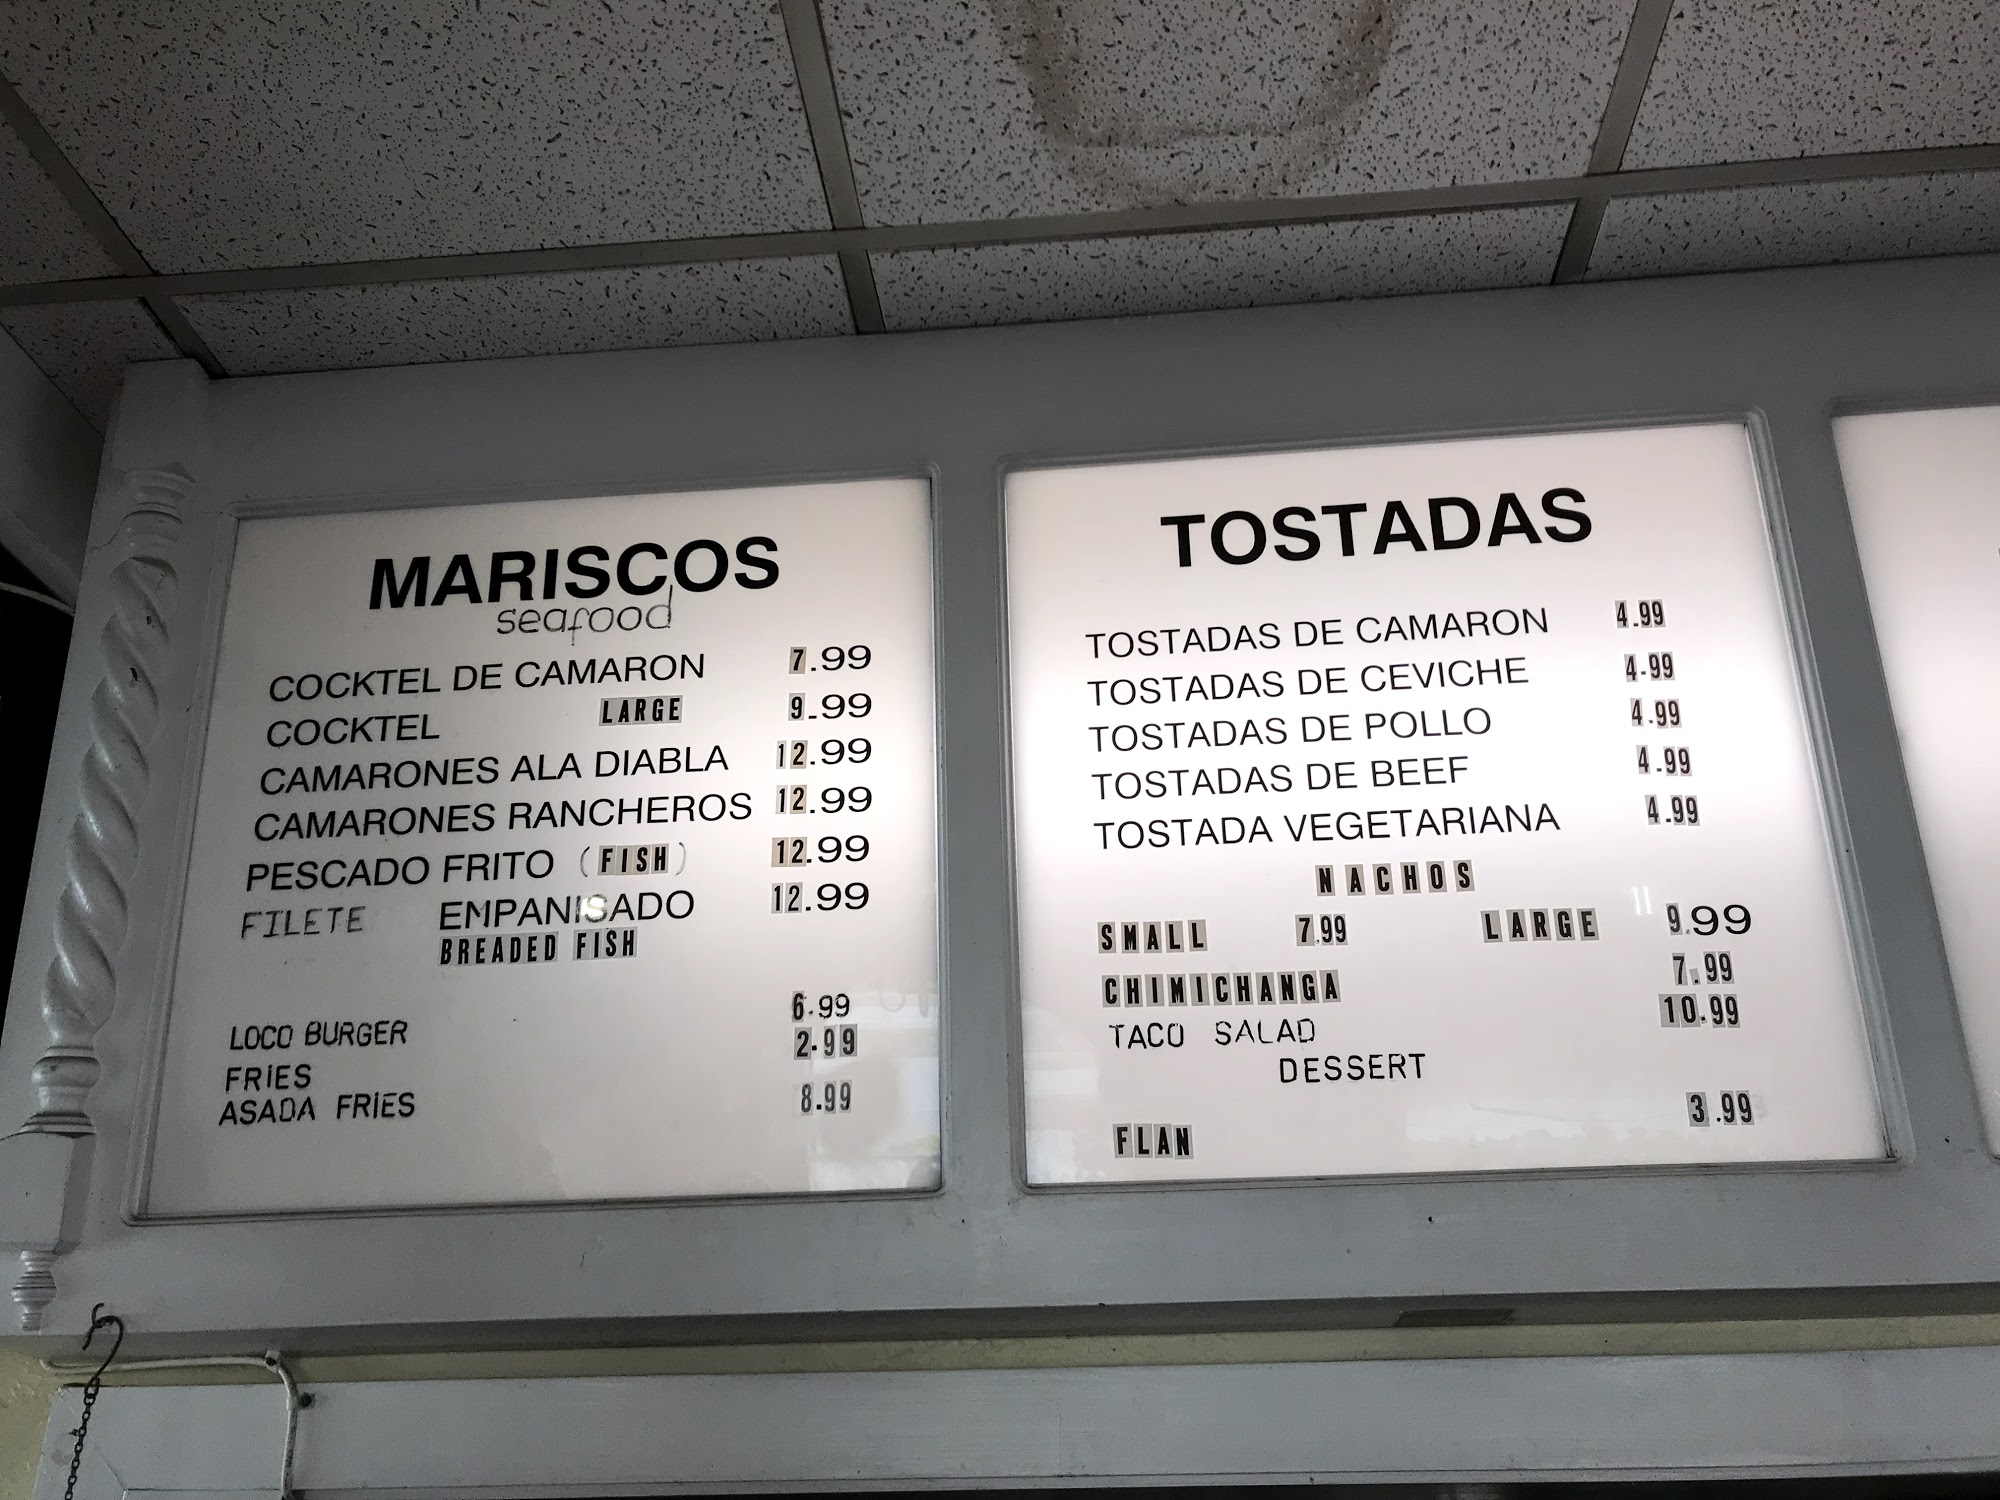 MARISCOS
seafood
COCKTEL DE CAMARON 7.99
COCKTEL LARGE 9.99
CAMARONES ALA DIABLA 12.99
CAMARONES RANCHEROS 12.99
PESCADO FRITO (FISH) 12.99
FILETE EMPANISADO 12.99
BREADED FISH
LOCO BURGER 6.99
FRIES 2.99
ASADA FRIES 8.99
TOSTADAS
TOSTADAS DE CAMARON 4.99
TOSTADAS DE CEVICHE 4.99
TOSTADAS DE POLLO 4.99
TOSTADAS DE BEEF 4.99
TOSTADA VEGETARIANA 4.99
NACHOS
SMALL 7.99 LARGE 9.99
CHIMICHANGA 7.99
TACO SALAD 10.99
DESSERT
FLAN 3.99